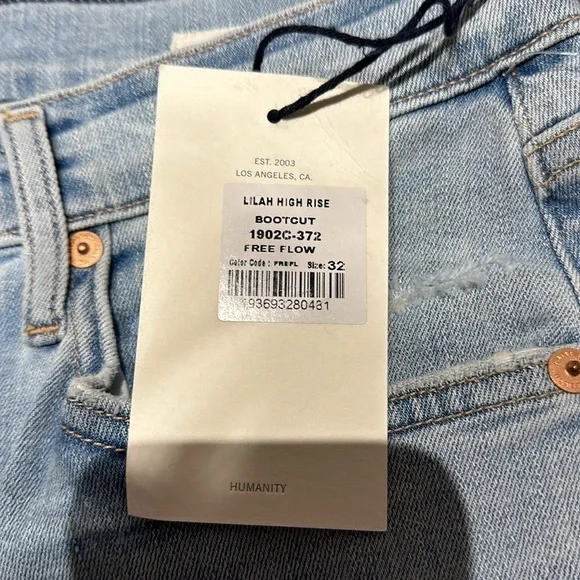 EST. 2003
LOS ANGELES, CA.
LILAH HIGH RISE
BOOTCUT
1902C-372
FREE FLOW
Color Code : FREFL Size: 32
193693280431
HUMANITY